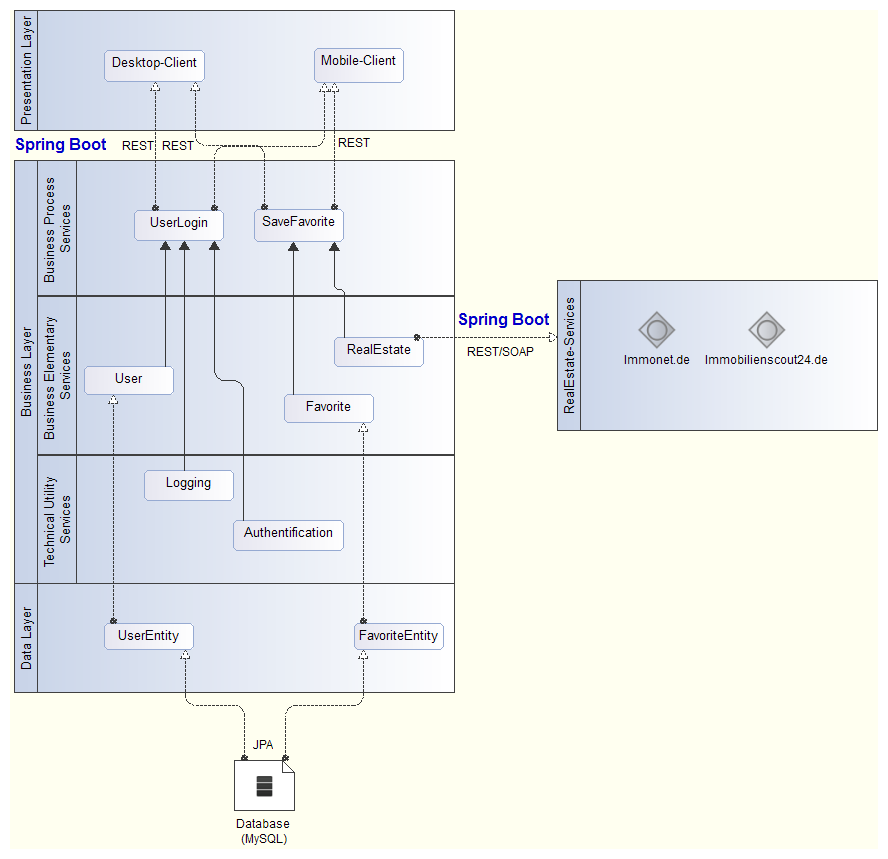 Presentation Layer
Desktop-Client
Mobile-Client
Spring Boot
REST
REST
REST
Business Layer
Business Process
Services
UserLogin
SaveFavorite
Business Elementary
Services
RealEstate
User
Favorite
Spring Boot
REST/SOAP
RealEstate-Services
Immonet.de
Immobilienscout24.de
Technical Utility
Services
Logging
Authentification
Data Layer
UserEntity
FavoriteEntity
JPA
Database
(MySQL)